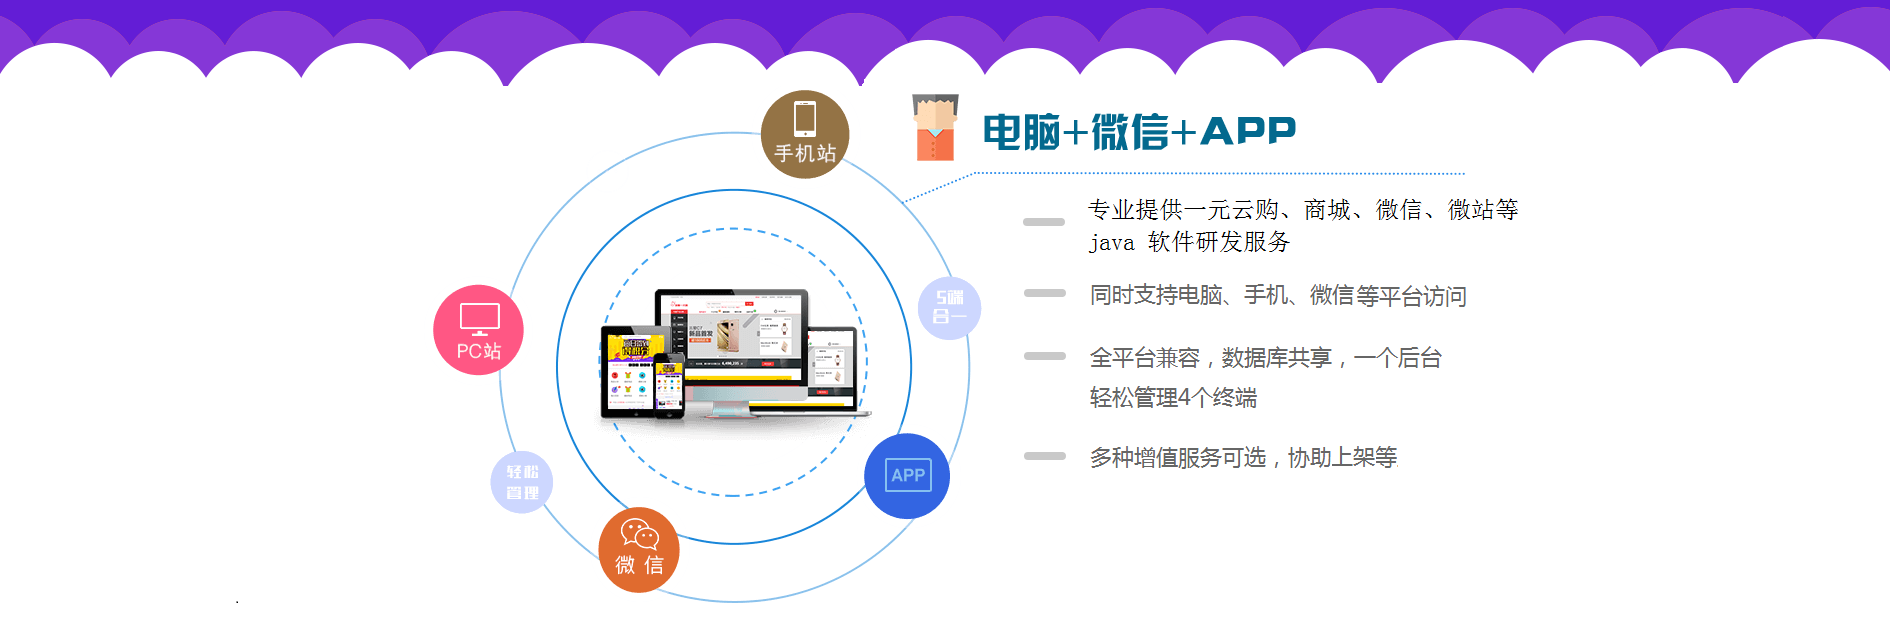 手机站
电脑+微信+APP
专业提供一元云购、商城、微信、微站等
java 软件研发服务
5端
合一
同时支持电脑、手机、微信等平台访问
PC站
全平台兼容，数据库共享，一个后台
轻松管理4个终端
多种增值服务可选，协助上架等
APP
轻松
管理
微信